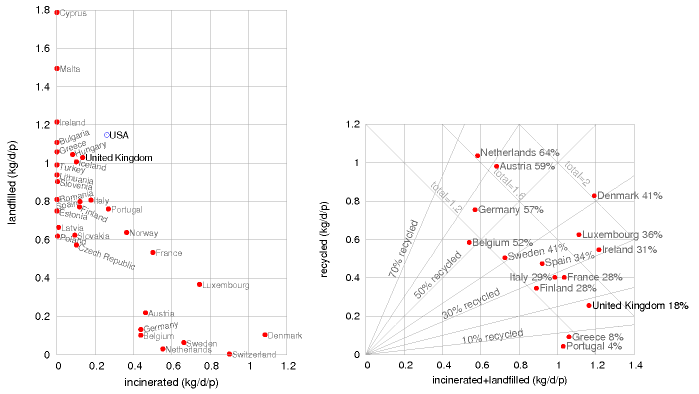 1.8
1.6
1.4
1.2
1
0.8
0.6
0.4
0.2
0
landfilled (kg/d/p)
Cyprus
Malta
Ireland
USA
Bulgaria
Greece
Hungary
United Kingdom
Iceland
Turkey
Lithuania
Slovenia
Romania
Italy
Spain
Finland
Portugal
Estonia
Latvia
Slovakia
Norway
Poland
Czech Republic
France
Luxembourg
Austria
Germany
Belgium
Sweden
Denmark
Netherlands
Switzerland
0 0.2 0.4 0.6 0.8 1 1.2
incinerated (kg/d/p)
1.2
1
0.8
0.6
0.4
0.2
0
recycled (kg/d/p)
Netherlands 64%
Austria 59%
total=2
total=1.6
total=1.2
Denmark 41%
Germany 57%
70% recycled
Luxembourg 36%
Belgium 52%
Sweden 41%
Ireland 31%
50% recycled
Spain 34%
Italy 29%
France 28%
Finland 28%
30% recycled
United Kingdom 18%
10% recycled
Greece 8%
Portugal 4%
0 0.2 0.4 0.6 0.8 1 1.2 1.4
incinerated+landfilled (kg/d/p)